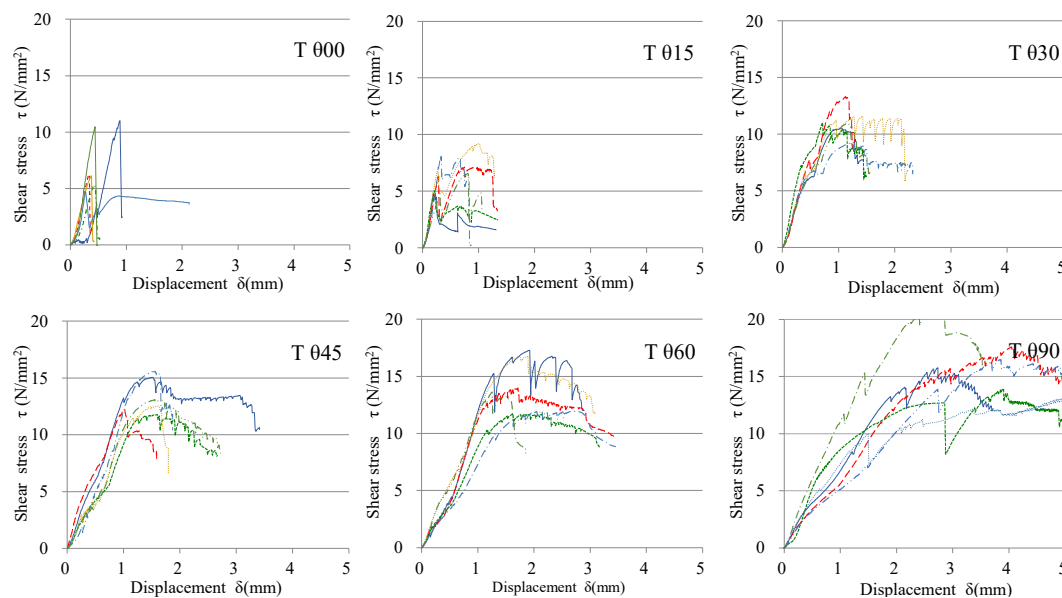 20
15
10
5
0
Shear stress τ (N/mm²)
0 1 2 3 4 5
Displacement δ(mm)
T θ00
20
15
10
5
0
Shear stress τ (N/mm²)
0 1 2 3 4 5
Displacement δ(mm)
T θ15
20
15
10
5
0
Shear stress τ (N/mm²)
0 1 2 3 4 5
Displacement δ(mm)
T θ30
20
15
10
5
0
Shear stress τ (N/mm²)
0 1 2 3 4 5
Displacement δ(mm)
T θ45
20
15
10
5
0
Shear stress τ (N/mm²)
0 1 2 3 4 5
Displacement δ(mm)
T θ60
20
15
10
5
0
Shear stress τ (N/mm²)
0 1 2 3 4 5
Displacement δ(mm)
T θ90